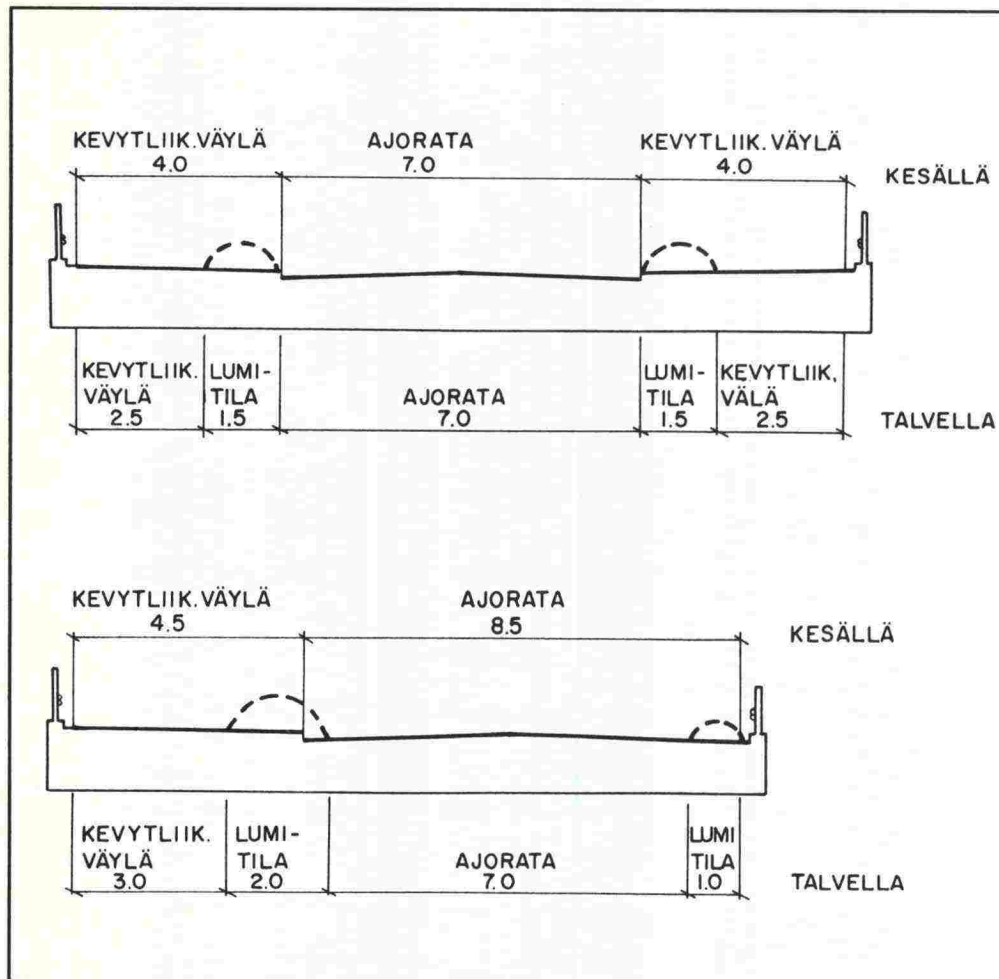 KEVYTLIIK.VÄYLÄ AJORATA KEVYTLIIK.VÄYLÄ
4.0 7.0 4.0 KESÄLLÄ
KEVYTLIIK. LUMI- LUMI- KEVYTLIIK.
VÄYLÄ TILA AJORATA TILA VÄLÄ
2.5 1.5 7.0 1.5 2.5 TALVELLA
KEVYTLIIK.VÄYLÄ AJORATA
4.5 8.5 KESÄLLÄ
KEVYTLIIK. LUMI- LUMI
VÄYLÄ TILA AJORATA TILA
3.0 2.0 7.0 1.0 TALVELLA